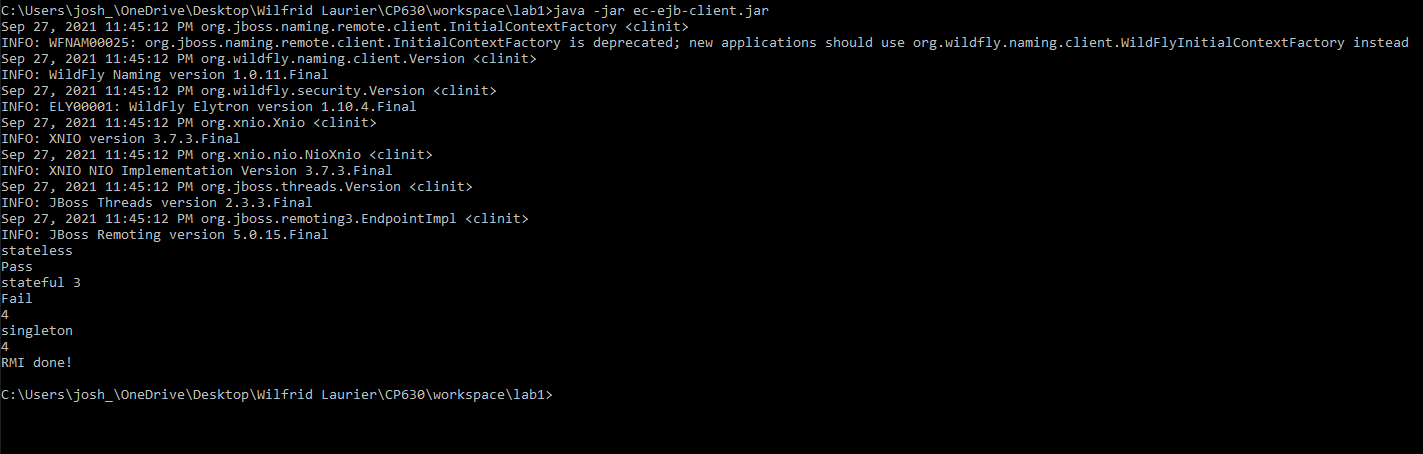 C:\Users\josh_\OneDrive\Desktop\Wilfrid Laurier\CP630\workspace\lab1>java -jar ec-ejb-client.jar
Sep 27, 2021 11:45:12 PM org.jboss.naming.remote.client.InitialContextFactory <clinit>
INFO: WFNAM00025: org.jboss.naming.remote.client.InitialContextFactory is deprecated; new applications should use org.wildfly.naming.client.WildFlyInitialContextFactory instead
Sep 27, 2021 11:45:12 PM org.wildfly.naming.client.Version <clinit>
INFO: WildFly Naming version 1.0.11.Final
Sep 27, 2021 11:45:12 PM org.wildfly.security.Version <clinit>
INFO: ELY00001: WildFly Elytron version 1.10.4.Final
Sep 27, 2021 11:45:12 PM org.xnio.Xnio <clinit>
INFO: XNIO version 3.7.3.Final
Sep 27, 2021 11:45:12 PM org.xnio.nio.NioXnio <clinit>
INFO: XNIO NIO Implementation Version 3.7.3.Final
Sep 27, 2021 11:45:12 PM org.jboss.threads.Version <clinit>
INFO: JBoss Threads version 2.3.3.Final
Sep 27, 2021 11:45:12 PM org.jboss.remoting3.EndpointImpl <clinit>
INFO: JBoss Remoting version 5.0.15.Final
stateless
Pass
stateful 3
Fail
4
singleton
4
RMI done!
C:\Users\josh_\OneDrive\Desktop\Wilfrid Laurier\CP630\workspace\lab1>